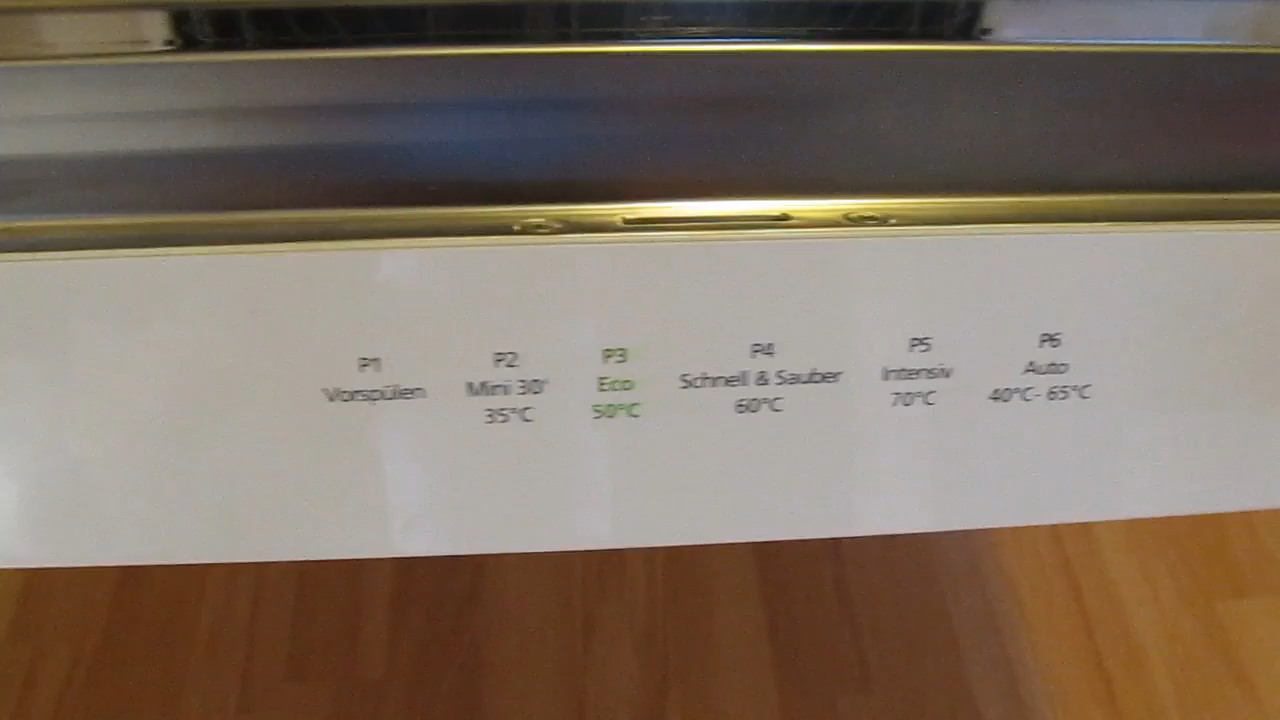 P1
Vorspülen
P2
Mini 30'
35°C
P3
Eco
50°C
P4
Schnell & Sauber
60°C
P5
Intensiv
70°C
P6
Auto
40°C- 65°C